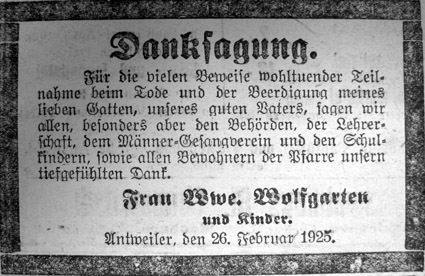 Danksagung.
Für die vielen Beweise wohltuender Teil-
nahme beim Tode und der Beerdigung meines
lieben Gatten, unseres guten Vaters, sagen wir
allen, besonders aber den Behörden, der Lehrer-
schaft, dem Männer-Gesangverein und den Schul-
kindern, sowie allen Bewohnern der Pfarre unsern
tiefgefühlten Dank.
Frau Wwe. Wolfgarten
und Kinder.
Antweiler, den 26. Februar 1925.